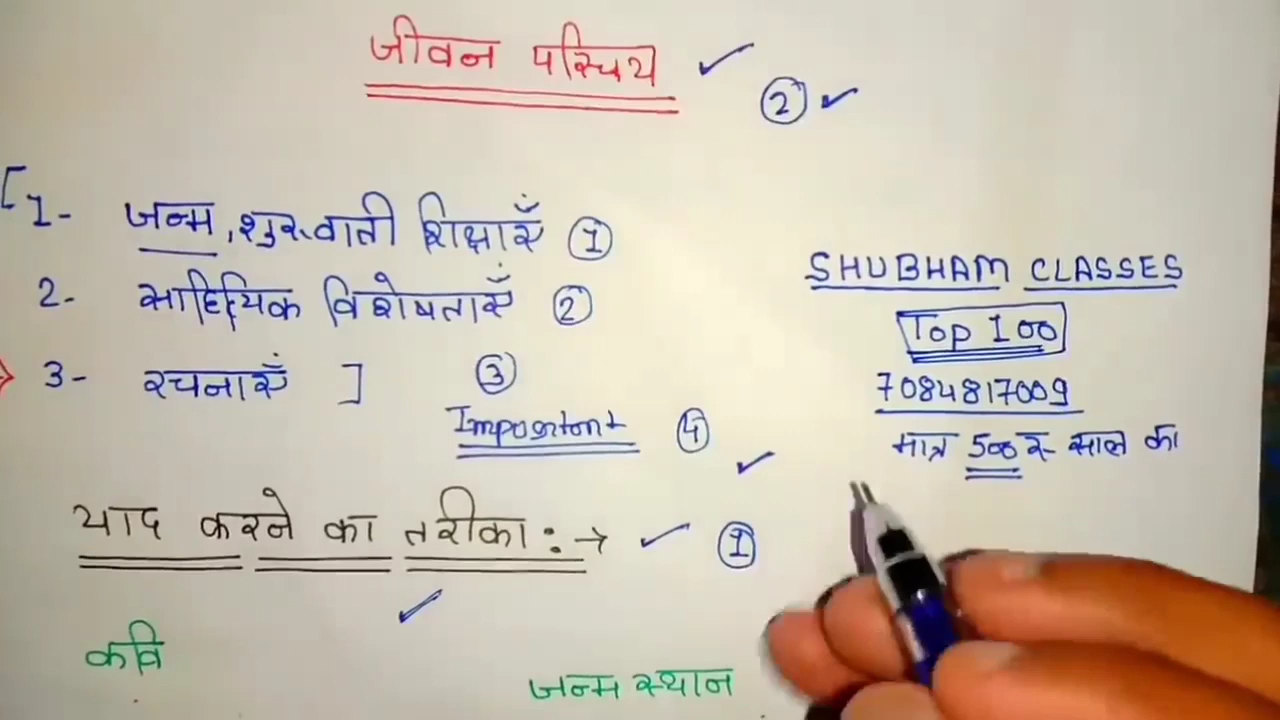 जीवन परिचय
②
[1- जन्म, शुरुवाती शिक्षाएँ ①
2- साहित्यिक विशेषताएँ ②
3- रचनाएँ ] ③
Important ④
याद करने का तरीका :→ ①
कवि
जन्म स्थान
SHUBHAM CLASSES
Top 100
7084817009
मात्र 500 रु साल का